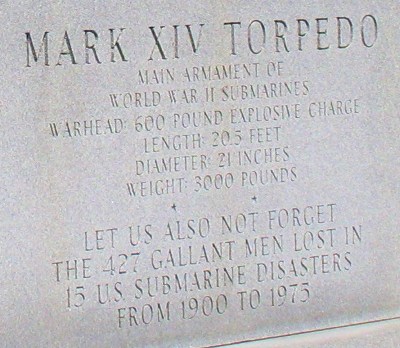 MARK XIV TORPEDO
MAIN ARMAMENT OF
WORLD WAR II SUBMARINES
WARHEAD: 600 POUND EXPLOSIVE CHARGE
LENGTH: 20.5 FEET
DIAMETER: 21 INCHES
WEIGHT: 3000 POUNDS
LET US ALSO NOT FORGET
THE 427 GALLANT MEN LOST IN
15 U.S. SUBMARINE DISASTERS
FROM 1900 TO 1975